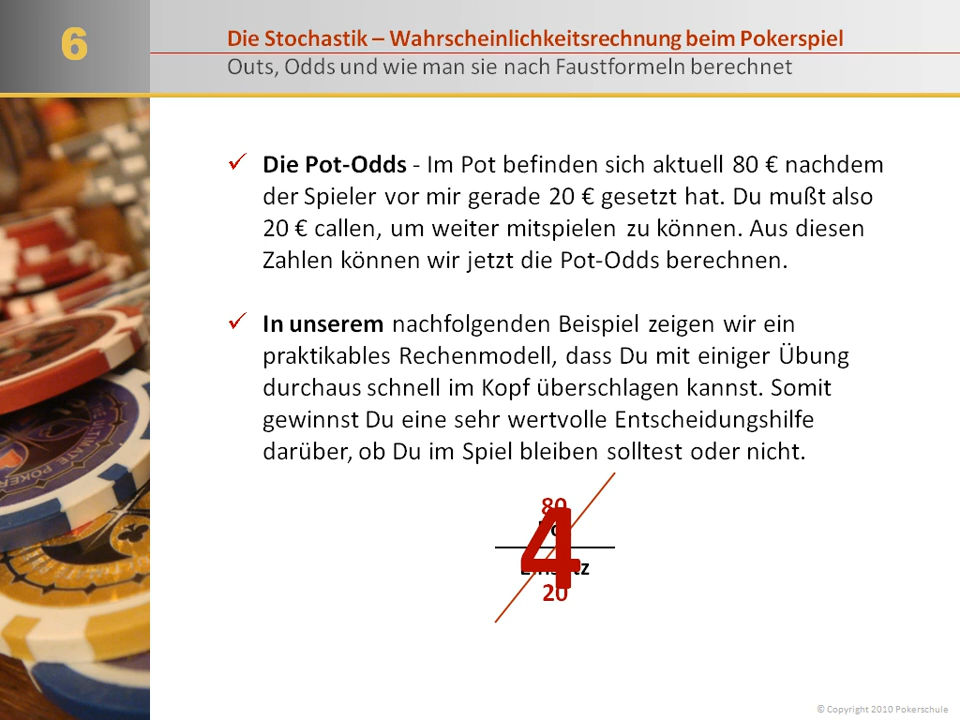 6
Die Stochastik – Wahrscheinlichkeitsrechnung beim Pokerspiel
Outs, Odds und wie man sie nach Faustformeln berechnet
Die Pot-Odds - Im Pot befinden sich aktuell 80 € nachdem
der Spieler vor mir gerade 20 € gesetzt hat. Du mußt also
20 € callen, um weiter mitspielen zu können. Aus diesen
Zahlen können wir jetzt die Pot-Odds berechnen.
In unserem nachfolgenden Beispiel zeigen wir ein
praktikables Rechenmodell, dass Du mit einiger Übung
durchaus schnell im Kopf überschlagen kannst. Somit
gewinnst Du eine sehr wertvolle Entscheidungshilfe
darüber, ob Du im Spiel bleiben solltest oder nicht.
80
4
20
© Copyright 2010 Pokerschule